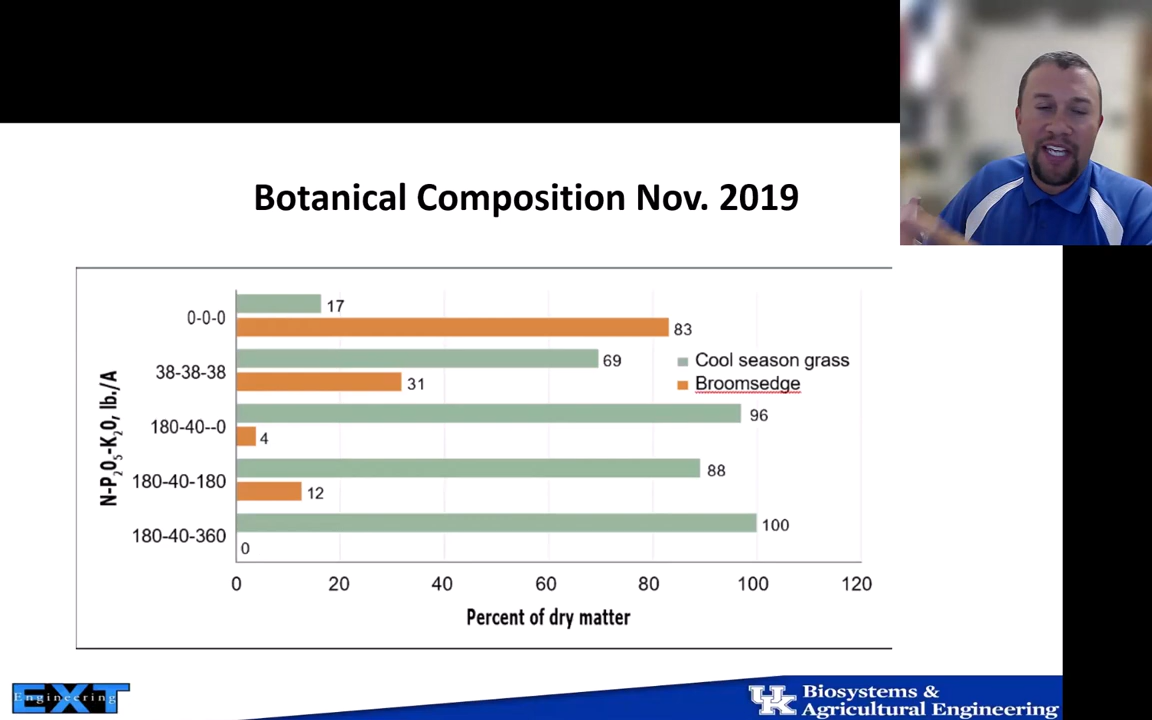 Botanical Composition Nov. 2019
N-P₂O₅-K₂O, lb./A
0-0-0
17
83
38-38-38
69
31
180-40--0
96
4
180-40-180
88
12
180-40-360
100
0
Cool season grass
Broomsedge
0 20 40 60 80 100 120
Percent of dry matter
EXT
Engineering
UK
Biosystems &
Agricultural Engineering